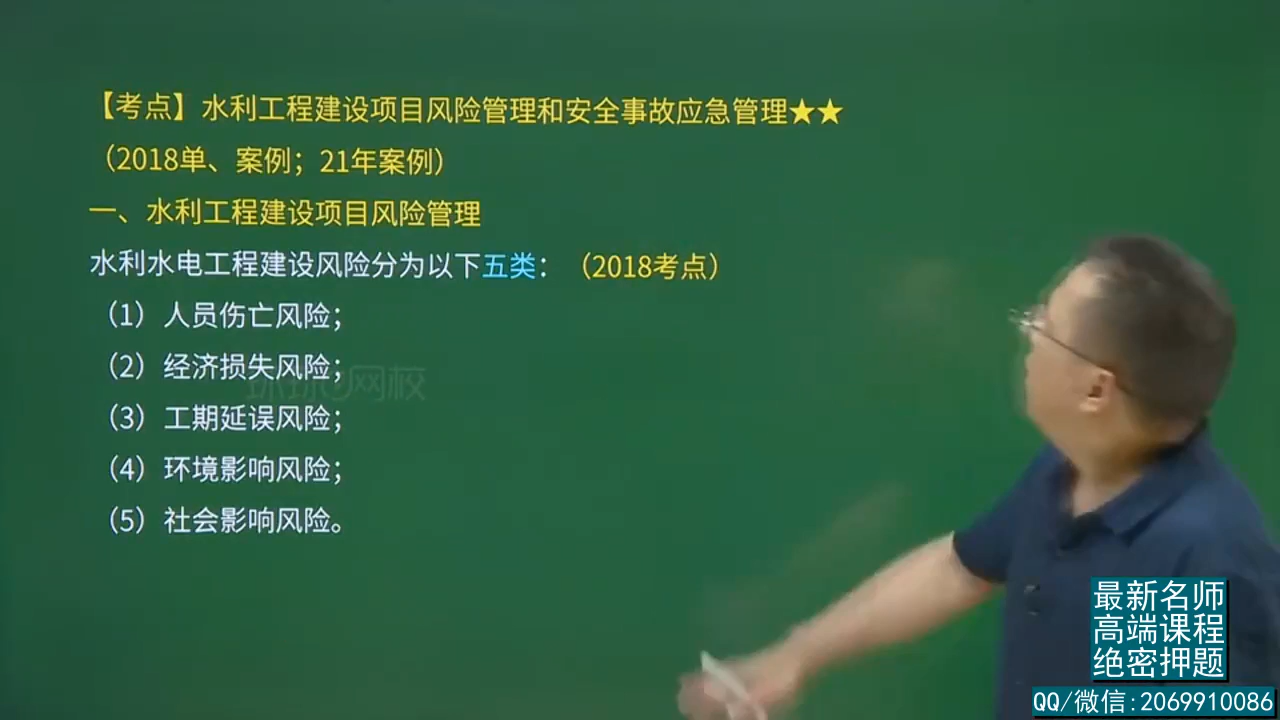 【考点】水利工程建设项目风险管理和安全事故应急管理★★
（2018单、案例；21年案例）
一、水利工程建设项目风险管理
水利水电工程建设风险分为以下五类：（2018考点）
（1）人员伤亡风险；
（2）经济损失风险；
环球网校
（3）工期延误风险；
（4）环境影响风险；
（5）社会影响风险。
最新名师
高端课程
绝密押题
QQ/微信:2069910086